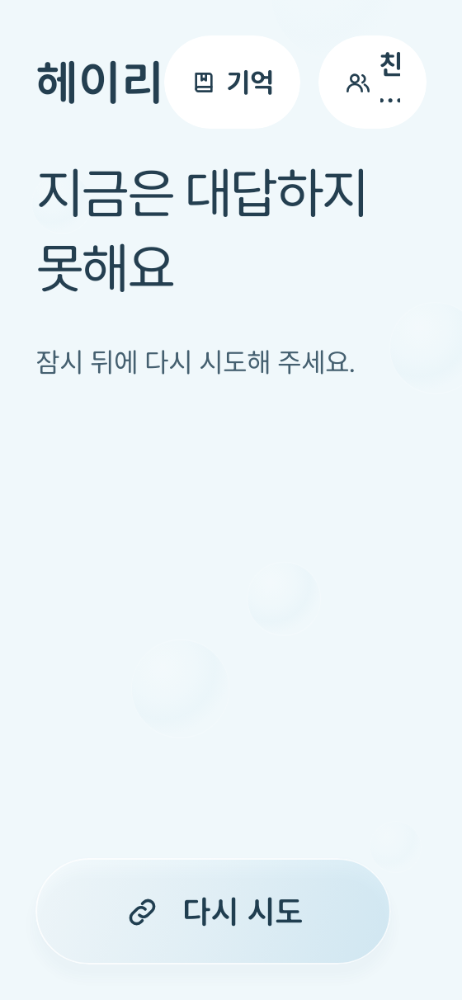 헤이리
기억
친...
지금은 대답하지
못해요
잠시 뒤에 다시 시도해 주세요.
다시 시도